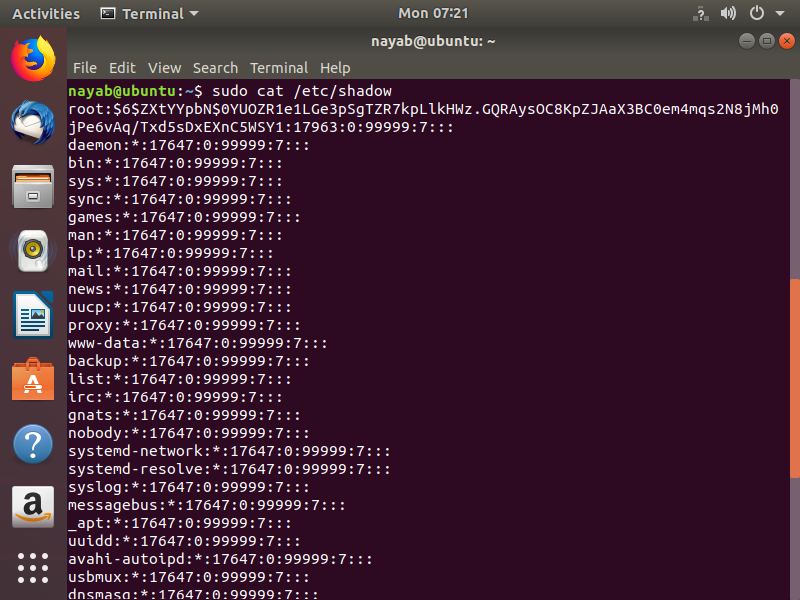 Activities
Terminal
Mon 07:21
nayab@ubuntu: ~
File Edit View Search Terminal Help
nayab@ubuntu:~$ sudo cat /etc/shadow
root:$6$ZXtYYpbN$0YUOZR1e1LGe3pSgTZR7kpLlkHWz.GQRAysOC8KpZJAaX3BC0em4mqs2N8jMh0
jPe6vAq/Txd5sDxEXnC5WSY1:17963:0:99999:7:::
daemon:*:17647:0:99999:7:::
bin:*:17647:0:99999:7:::
sys:*:17647:0:99999:7:::
sync:*:17647:0:99999:7:::
games:*:17647:0:99999:7:::
man:*:17647:0:99999:7:::
lp:*:17647:0:99999:7:::
mail:*:17647:0:99999:7:::
news:*:17647:0:99999:7:::
uucp:*:17647:0:99999:7:::
proxy:*:17647:0:99999:7:::
www-data:*:17647:0:99999:7:::
backup:*:17647:0:99999:7:::
list:*:17647:0:99999:7:::
irc:*:17647:0:99999:7:::
gnats:*:17647:0:99999:7:::
nobody:*:17647:0:99999:7:::
systemd-network:*:17647:0:99999:7:::
systemd-resolve:*:17647:0:99999:7:::
syslog:*:17647:0:99999:7:::
messagebus:*:17647:0:99999:7:::
_apt:*:17647:0:99999:7:::
uuidd:*:17647:0:99999:7:::
avahi-autoipd:*:17647:0:99999:7:::
usbmux:*:17647:0:99999:7:::
dnsmasq:*:17647:0:99999:7:::